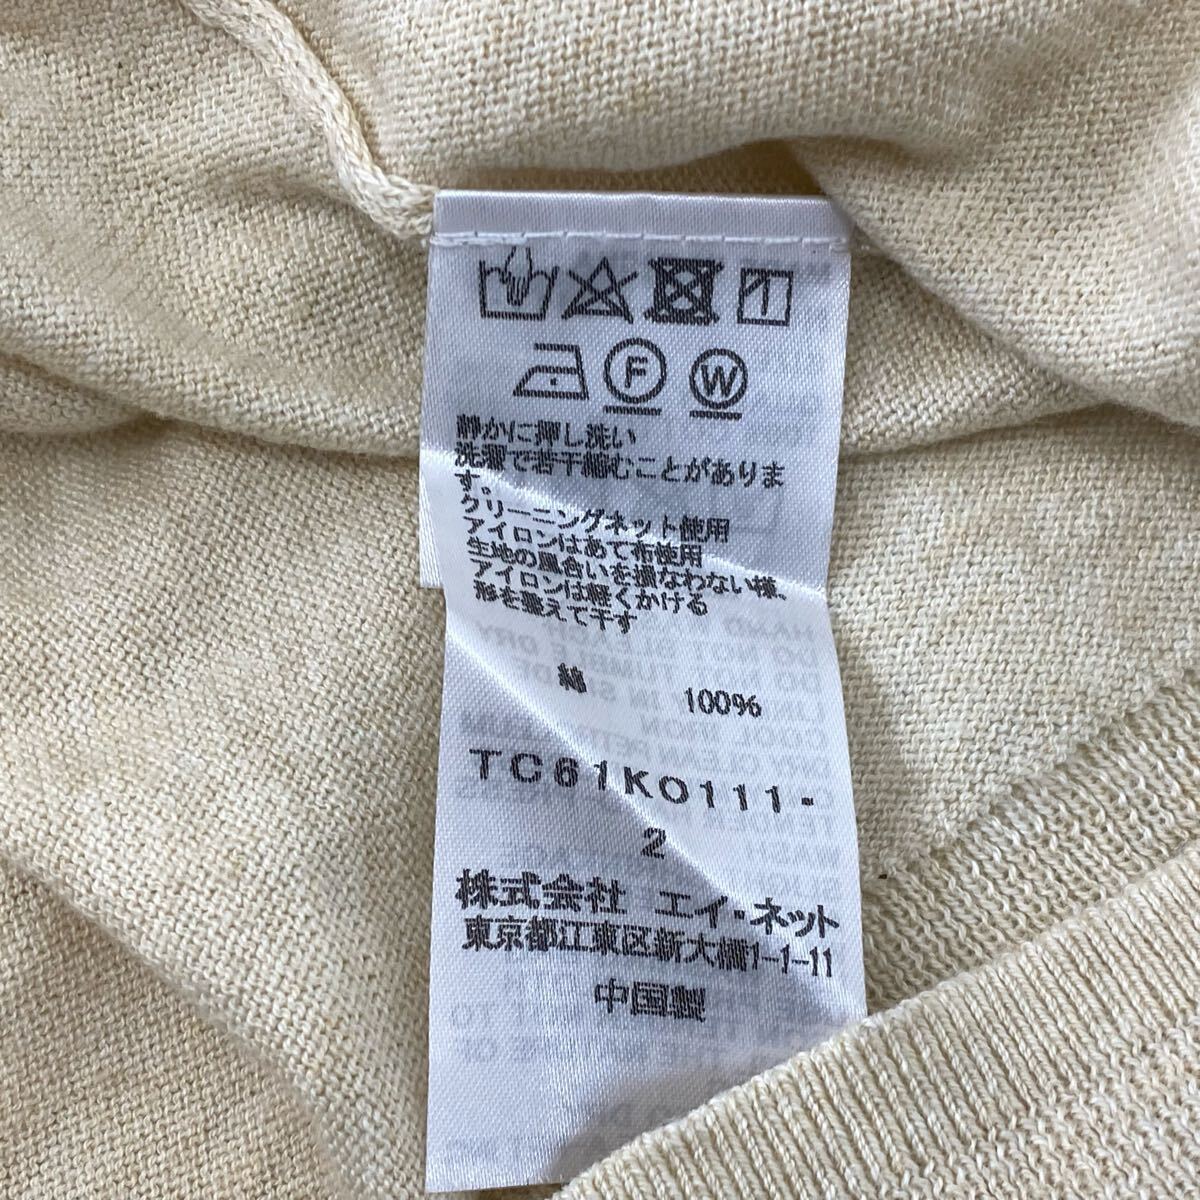 F W
静かに押し洗い
洗濯で若干縮むことがありま
す。
クリーニングネット使用
アイロンはあて布使用
生地の風合いを損なわない様、
アイロンは軽くかける
形を整えて干す
綿 100%
TC61KO111-
2
株式会社 エイ・ネット
東京都江東区新大橋1-1-11
中国製